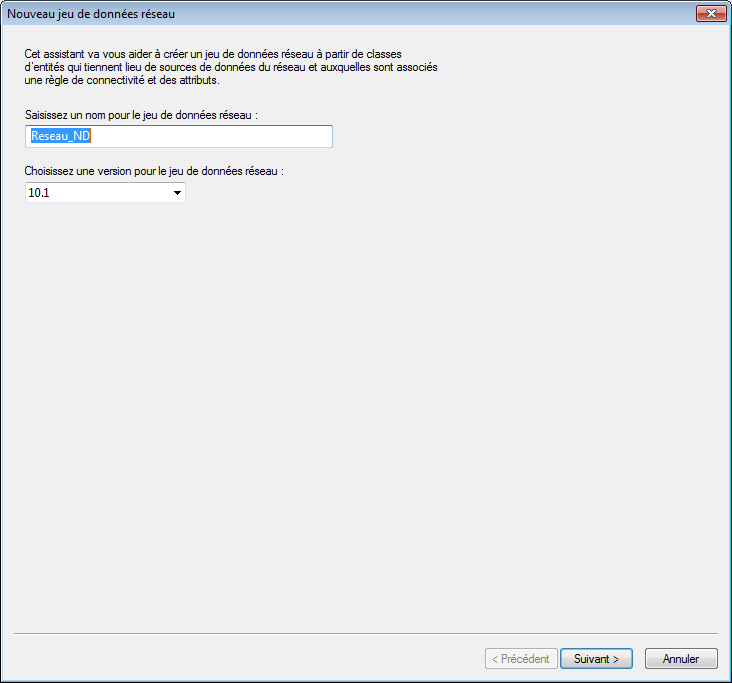 Nouveau jeu de données réseau
Cet assistant va vous aider à créer un jeu de données réseau à partir de classes
d'entités qui tiennent lieu de sources de données du réseau et auxquelles sont associés
une règle de connectivité et des attributs.
Saisissez un nom pour le jeu de données réseau :
Reseau_ND
Choisissez une version pour le jeu de données réseau :
10.1
< Précédent
Suivant >
Annuler